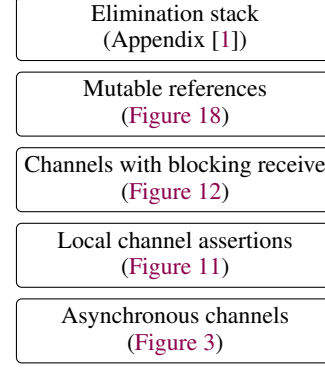 Elimination stack
(Appendix [1])
Mutable references
(Figure 18)
Channels with blocking receive
(Figure 12)
Local channel assertions
(Figure 11)
Asynchronous channels
(Figure 3)